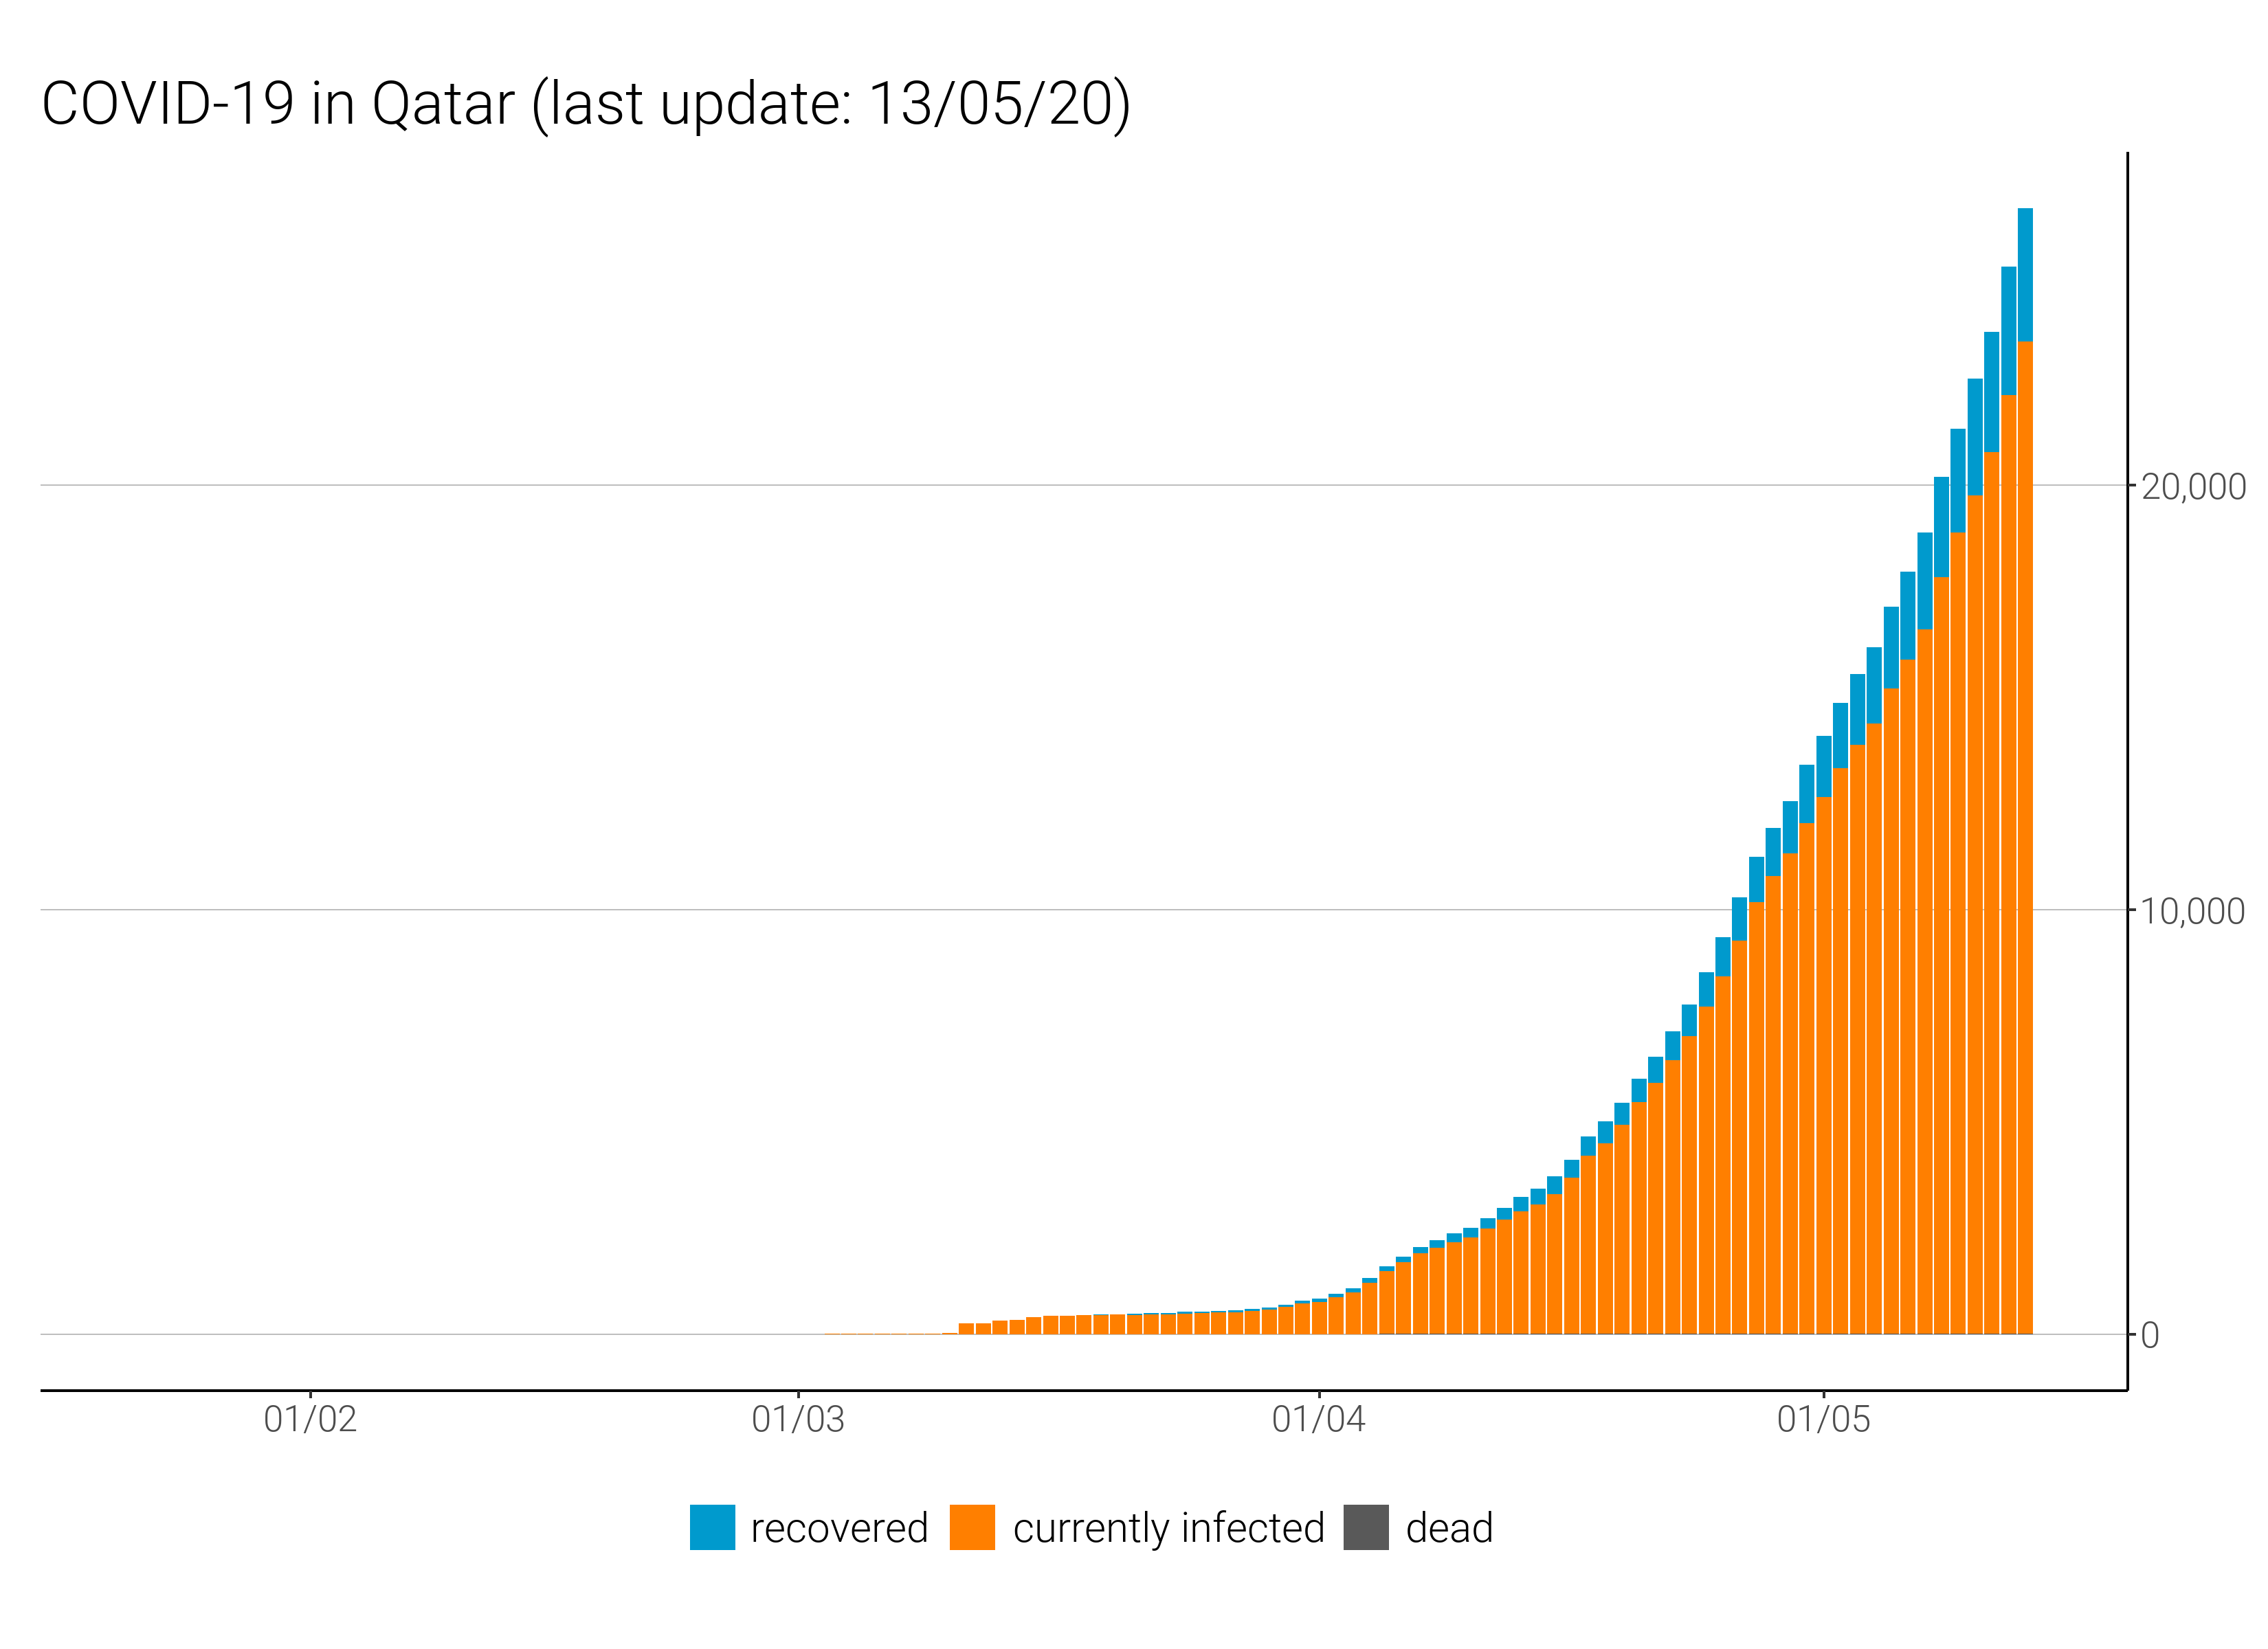 COVID-19 in Qatar (last update: 13/05/20)
20,000
10,000
0
01/02 01/03 01/04 01/05
recovered currently infected dead